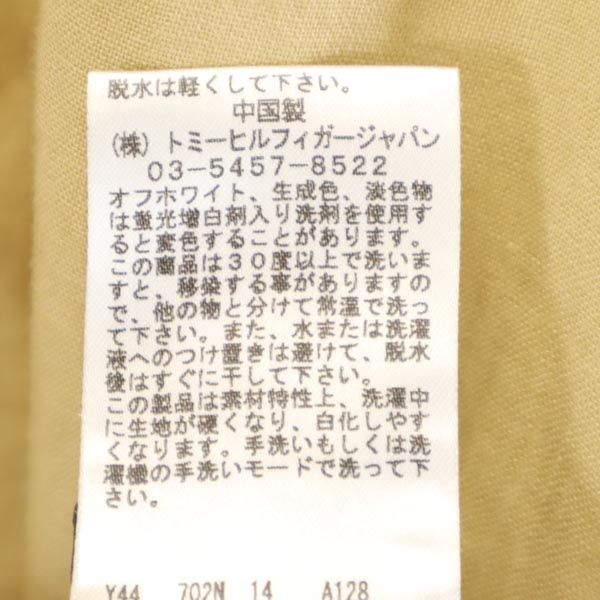 脱水は軽くして下さい。
中国製
(株) トミーヒルフィガージャパン
03-5457-8522
オフホワイト、生成色、淡色物
は蛍光増白剤入り洗剤を使用す
ると変色することがあります。
この商品は30度以上で洗いま
すと、移染する事がありますの
で、他の物と分けて常温で洗っ
て下さい。また、水または洗濯
液へのつけ置きは避けて、脱水
後はすぐに干して下さい。
この製品は素材特性上、洗濯中
に生地が硬くなり、白化しやす
くなります。手洗いもしくは洗
濯機の手洗いモードで洗って下
さい。
Y44 702N 14 A128